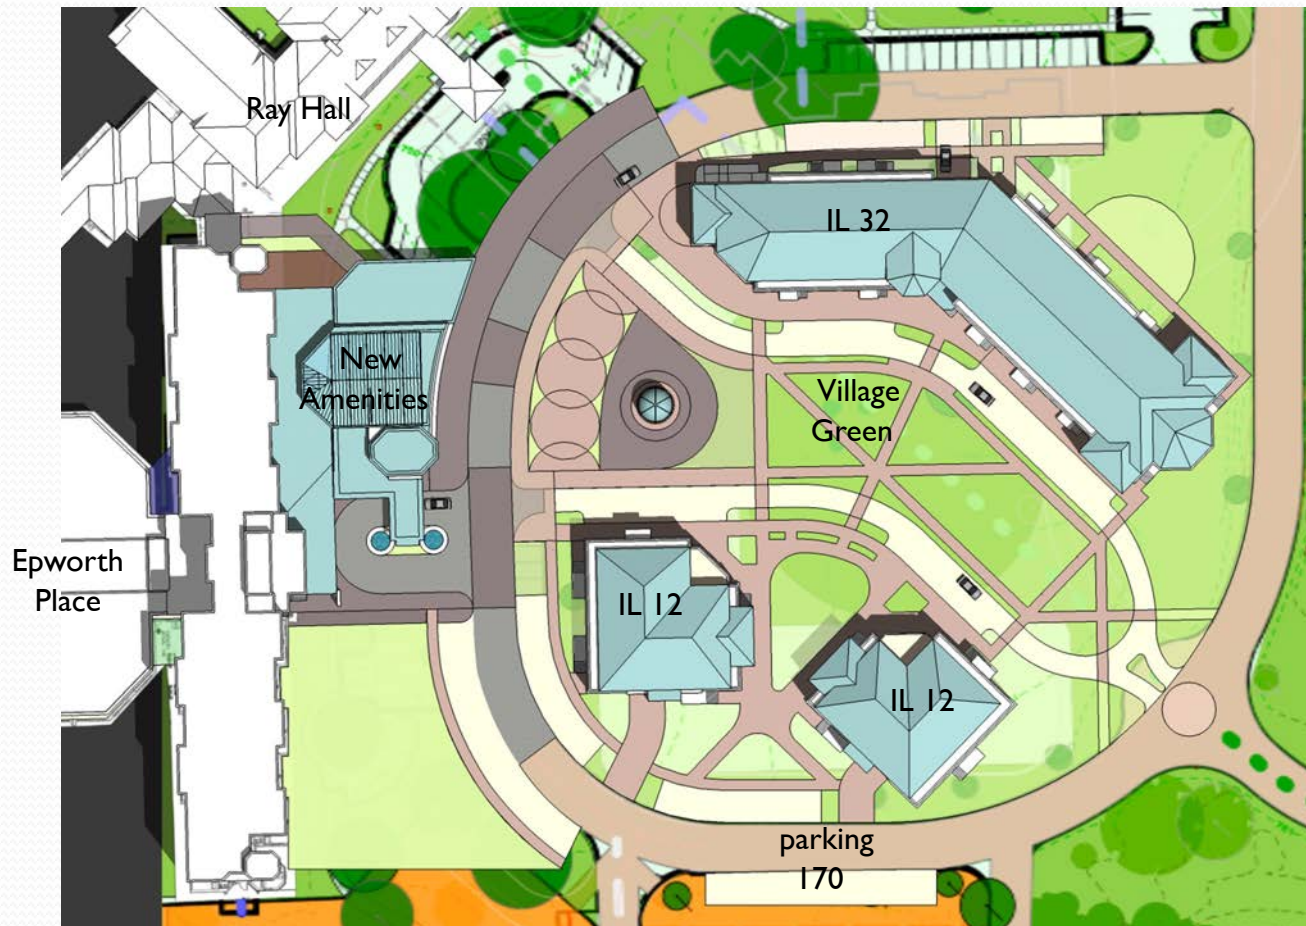 Ray Hall
IL 32
New
Amenities
Village
Green
Epworth
Place
IL 12
IL 12
parking
170